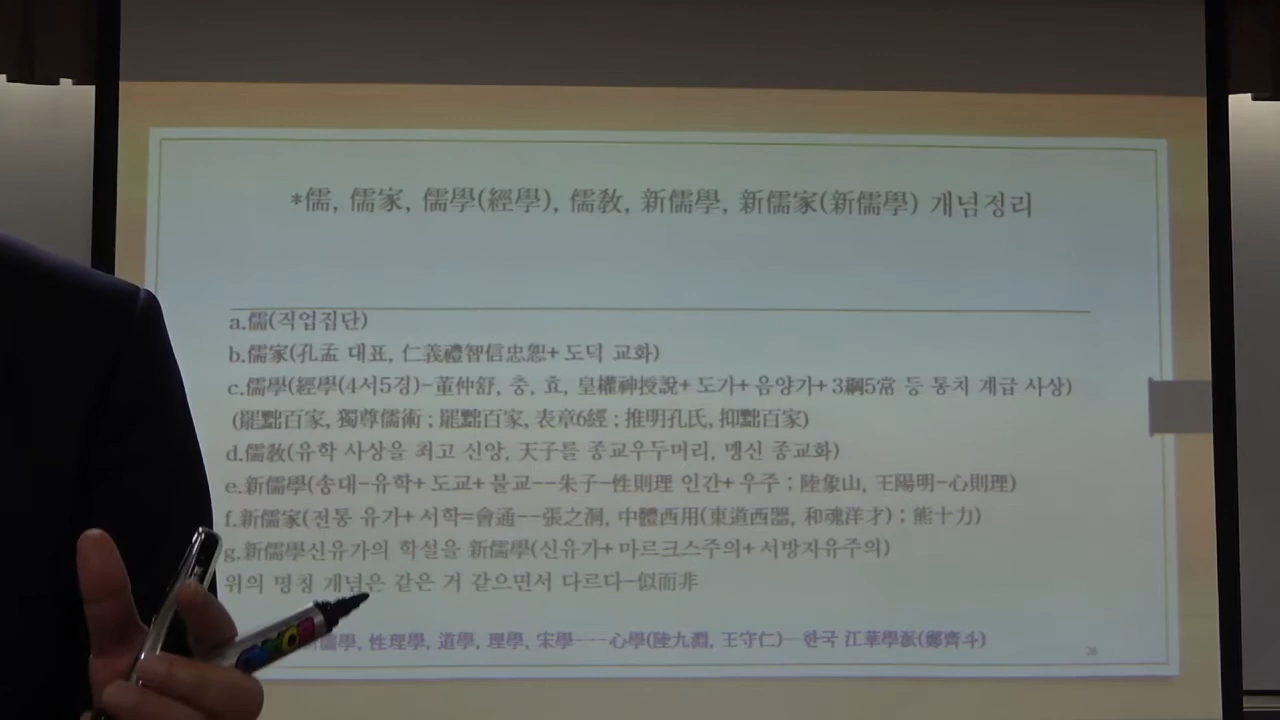 *儒, 儒家, 儒學(經學), 儒敎, 新儒學, 新儒家(新儒學) 개념정리
a.儒(직업집단)
b.儒家(孔孟 대표, 仁義禮智信忠恕+ 도덕 교화)
c.儒學(經學(4서5경)-董仲舒, 충, 효, 皇權神授說+ 도가+ 음양가+ 3綱5常 등 통치 계급 사상)
(罷黜百家, 獨尊儒術 ; 罷黜百家, 表章6經 ; 推明孔氏, 抑黜百家)
d.儒敎(유학 사상을 최고 신앙, 天子를 종교우두머리, 맹신 종교화)
e.新儒學(송대-유학+ 도교+ 불교--朱子-性則理 인간+ 우주 ; 陸象山, 王陽明-心則理)
f.新儒家(전통 유가+ 서학=會通--張之洞, 中體西用(東道西器, 和魂洋才) ; 熊十力)
g.新儒學신유가의 학설을 新儒學(신유가+ 마르크스주의+ 서방자유주의)
위의 명칭 개념은 같은 거 같으면서 다르다-似而非
儒學, 性理學, 道學, 理學, 宋學---心學(陸九淵, 王守仁)--한국 江華學派(鄭齊斗)